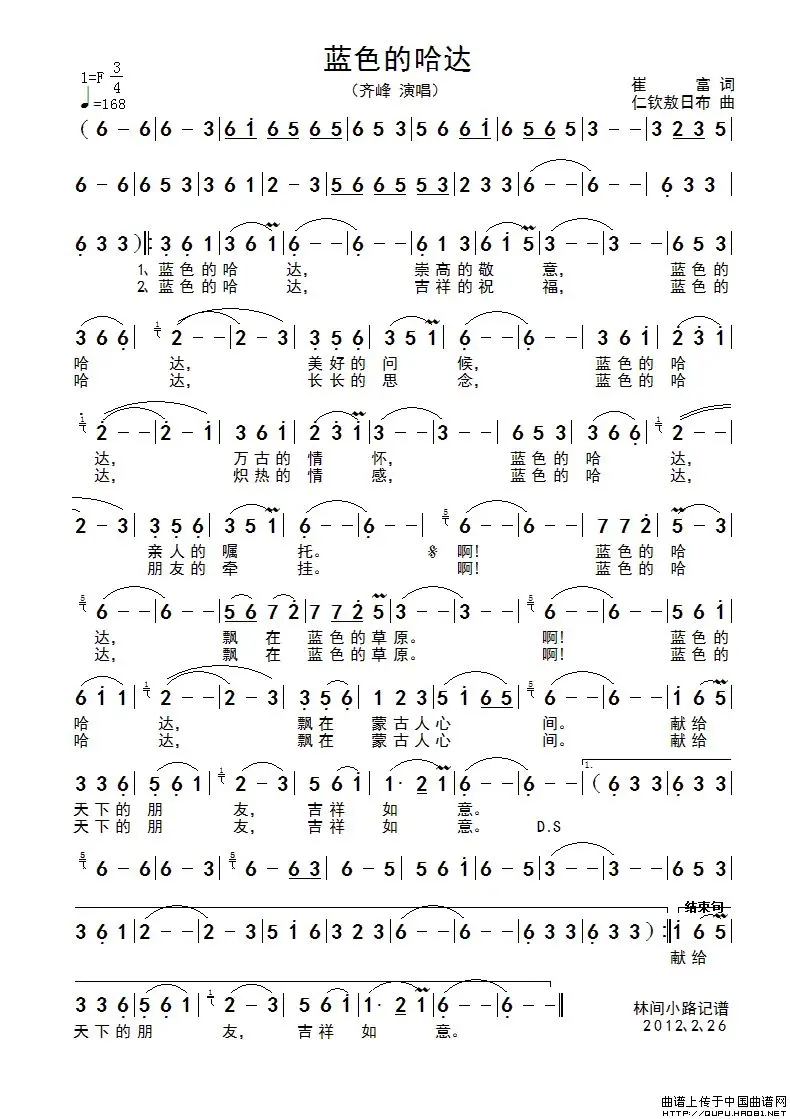 蓝色的哈达
1=F 3/4
（齐峰 演唱）
崔 富 词
♩=168
仁钦敖日布 曲
( 6 - 6 | 6 - 3 | 6 i 6 5 6 5 | 5 3 5 6 6 i | 6 5 6 5 | 3 - - | 3 2 3 5 |
6 - 6 | 6 5 3 | 3 6 1 | 2 - 3 | 5 6 6 5 5 3 | 2 3 3 | 6 - - | 6 - - | 6 3 3 |
6 3 3 ) ‖: 3 6 1 | 3 6 1 | 6 - - | 6 - - | 6 1 3 | 6 i 5 | 3 - - | 3 - - | 6 5 3 |
1、蓝色的哈 达， 崇高的敬 意， 蓝色的
2、蓝色的哈 达， 吉祥的祝 福， 蓝色的
3 6 6 | 1 2 - - | 2 - 3 | 3 5 6 | 3 5 1 | 6 - - | 6 - - | 3 6 i | 2 3 i |
哈 达， 美好的问 候， 蓝色的哈
哈 达， 长长的思 念， 蓝色的哈
i 2 - - | 2 - i | 3 6 i | 2 3 i | 3 - - | 3 - - | 6 5 3 | 3 6 6 | 1 2 - - |
达， 万古的情 怀， 蓝色的哈 达，
达， 炽热的情 感， 蓝色的哈 达
2 - 3 | 3 5 6 | 3 5 1 | 6 - - | 6 - - | 5 6 - - | 6 - - | 7 7 2 | 5 - 3 |
亲人的嘱 托。 𝄋 啊! 蓝色的哈
朋友的牵 挂。 啊! 蓝色的哈
5 6 - - | 6 - - | 5 6 7 2 | 7 7 2 5 | 3 - - | 3 - - | 5 6 - - | 6 - - | 5 6 i |
达， 飘 在 蓝色的草原。 啊! 蓝色的
达， 飘 在 蓝色的草原。 啊! 蓝色的
6 i i | 1 2 - - | 2 - 3 | 5 5 6 | 1 2 3 | 5 i 6 5 | 5 6 - - | 6 - - | i 6 5 |
哈 达， 飘在 蒙古人心 间。 献给
哈 达， 飘在 蒙古人心 间。 献给
1.
3 3 6 | 5 6 1 | 1 2 - 3 | 5 6 1 | 1· 2 1 | 6 - - | 6 - - | ( 6 3 3 | 6 3 3 |
天下的朋 友， 吉祥 如 意。
天下的朋 友， 吉祥 如 意。 D.S
5 6 - 6 | 5 6 - 6 3 | 5 - 6 | 5 6 i | 6 - 5 | 3 - - | 3 - - | 6 5 3 |
结束句
3 6 1 | 2 - - | 2 - 3 | 5 i 6 | 3 2 3 | 6 - - | 6 - - | 6 3 3 | 6 3 3 ) :‖ i 6 5 |
献给
3 3 6 | 5 6 1 | 1 2 - 3 | 5 6 1 | 1· 2 1 | 6 - - | 6 - - ‖
天下的朋 友， 吉祥 如 意。
林间小路记谱
2012、2、26
曲谱上传于中国曲谱网
http://QUPU.HAO81.NET